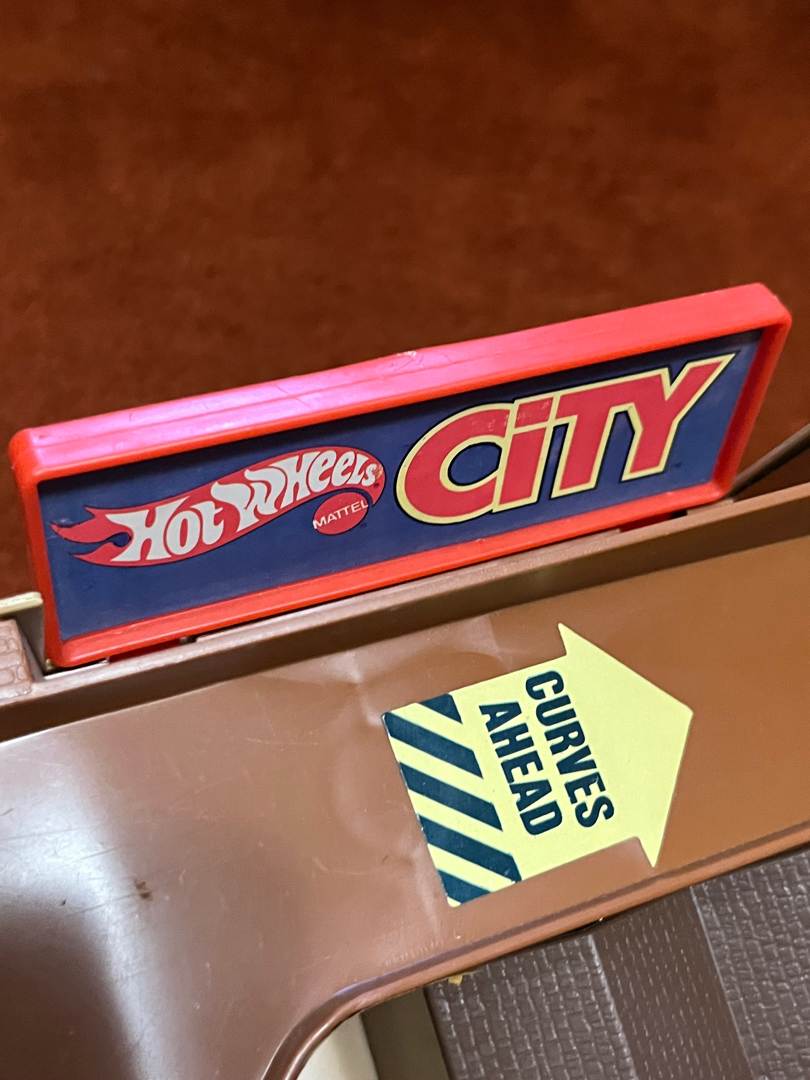 Hot Wheels
MATTEL
CiTY
CURVES
AHEAD